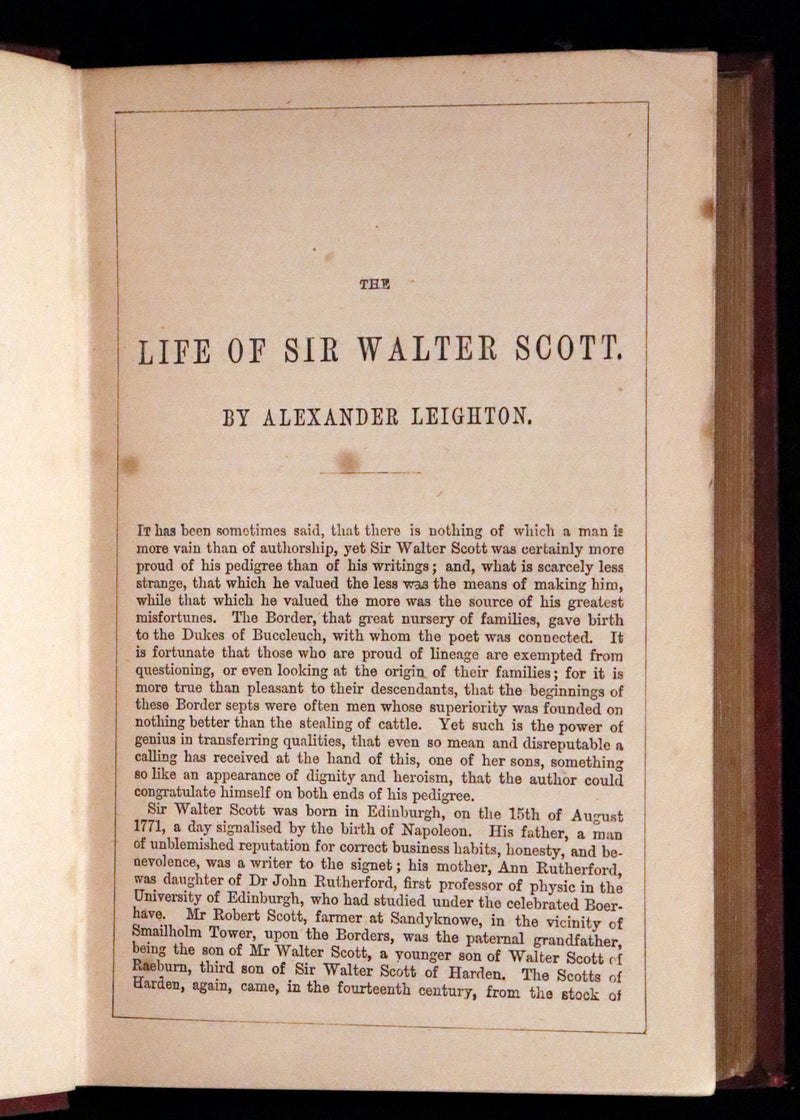 THE
LIFE OF SIR WALTER SCOTT.
BY ALEXANDER LEIGHTON.
IT has been sometimes said, that there is nothing of which a man is
more vain than of authorship, yet Sir Walter Scott was certainly more
proud of his pedigree than of his writings; and, what is scarcely less
strange, that which he valued the less was the means of making him,
while that which he valued the more was the source of his greatest
misfortunes. The Border, that great nursery of families, gave birth
to the Dukes of Buccleuch, with whom the poet was connected. It
is fortunate that those who are proud of lineage are exempted from
questioning, or even looking at the origin of their families; for it is
more true than pleasant to their descendants, that the beginnings of
these Border septs were often men whose superiority was founded on
nothing better than the stealing of cattle. Yet such is the power of
genius in transferring qualities, that even so mean and disreputable a
calling has received at the hand of this, one of her sons, something
so like an appearance of dignity and heroism, that the author could
congratulate himself on both ends of his pedigree.
Sir Walter Scott was born in Edinburgh, on the 15th of August
1771, a day signalised by the birth of Napoleon. His father, a man
of unblemished reputation for correct business habits, honesty, and be-
nevolence, was a writer to the signet; his mother, Ann Rutherford,
was daughter of Dr John Rutherford, first professor of physic in the
University of Edinburgh, who had studied under the celebrated Boer-
have. Mr Robert Scott, farmer at Sandyknowe, in the vicinity of
Smailholm Tower, upon the Borders, was the paternal grandfather,
being the son of Mr Walter Scott, a younger son of Walter Scott of
Raeburn, third son of Sir Walter Scott of Harden. The Scotts of
Harden, again, came, in the fourteenth century, from the stock of